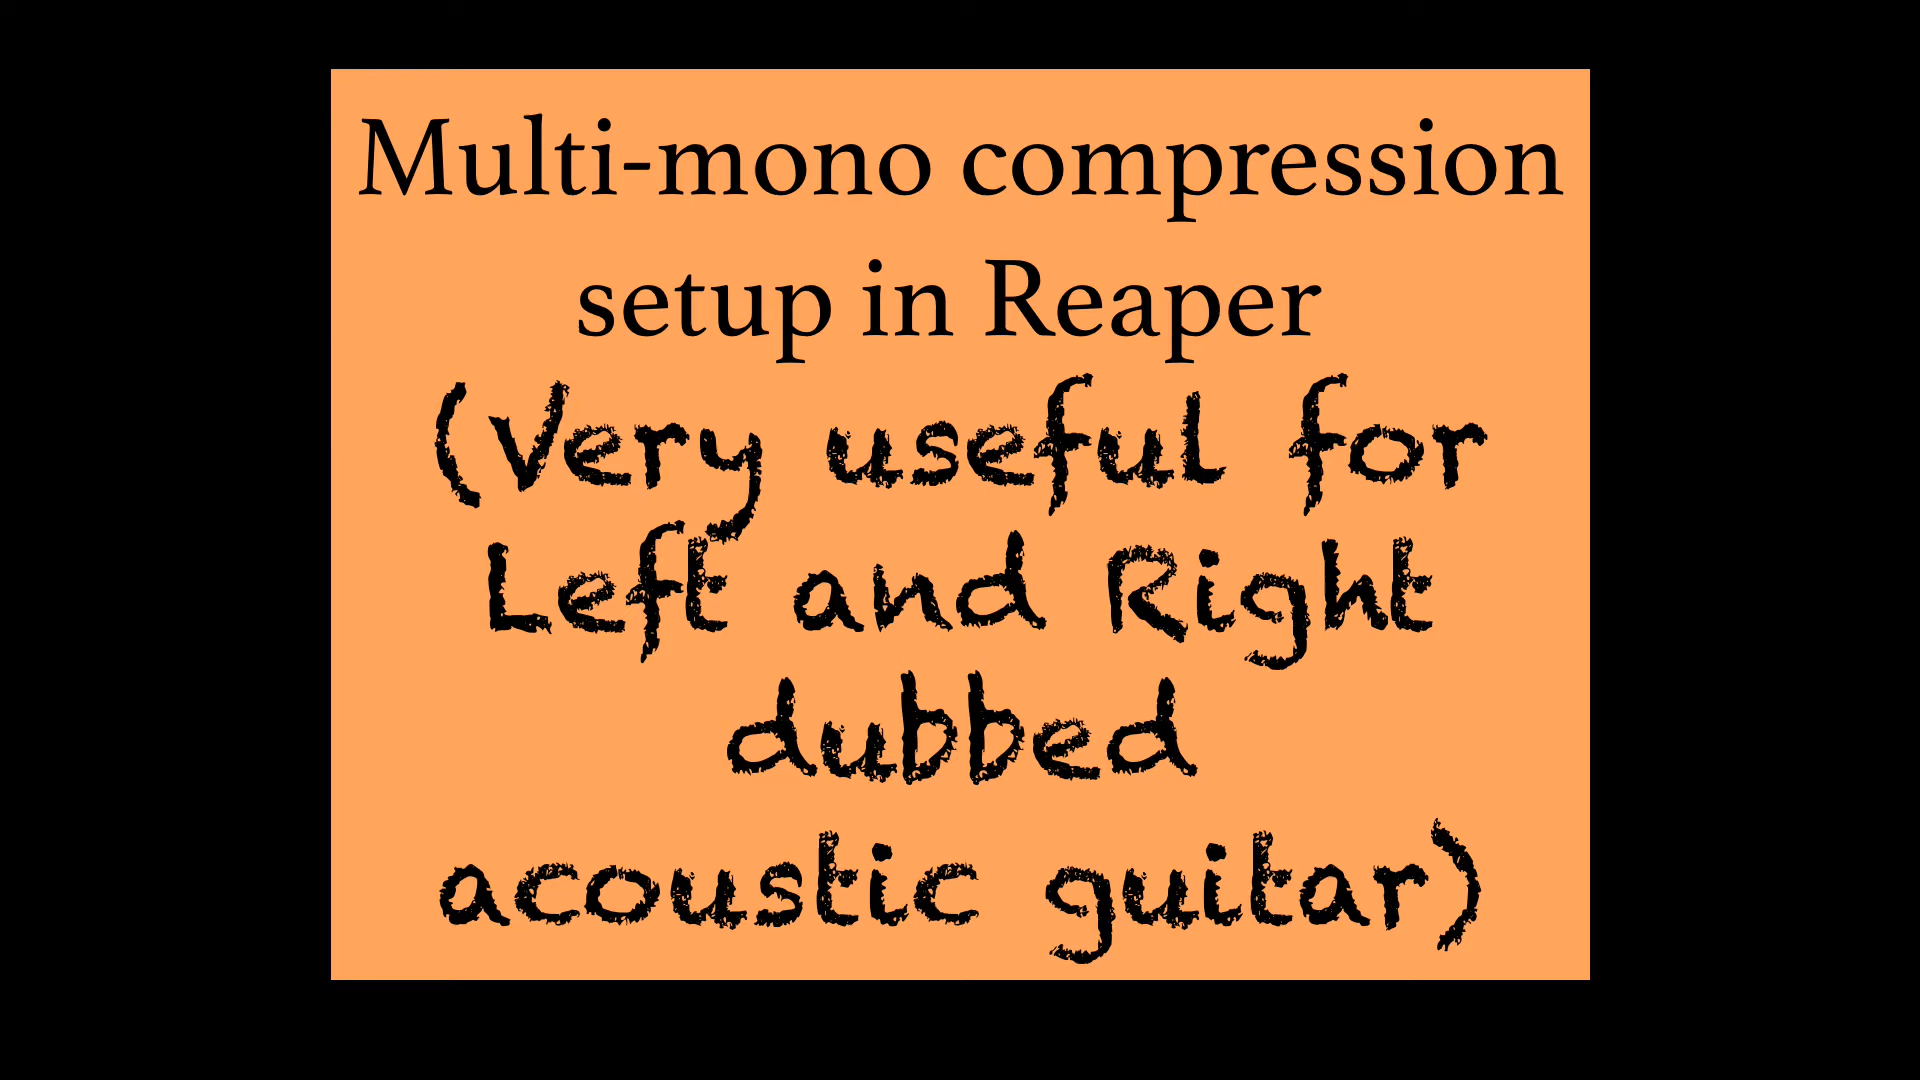 Multi-mono compression
setup in Reaper
(Very useful for
Left and Right
dubbed
acoustic guitar)